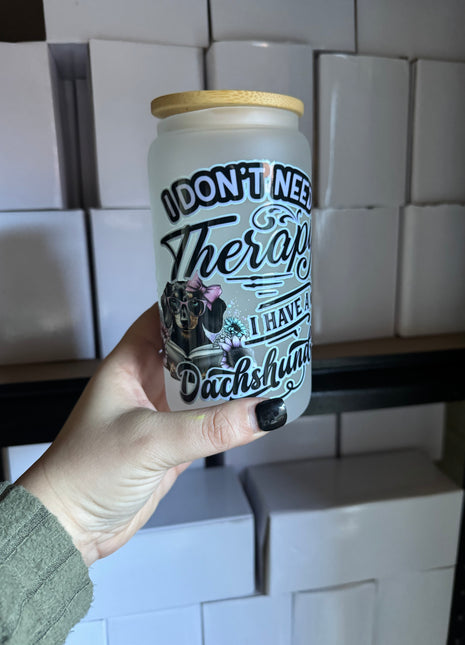 I DON'T NEED
Therapy
I HAVE A
Dachshund